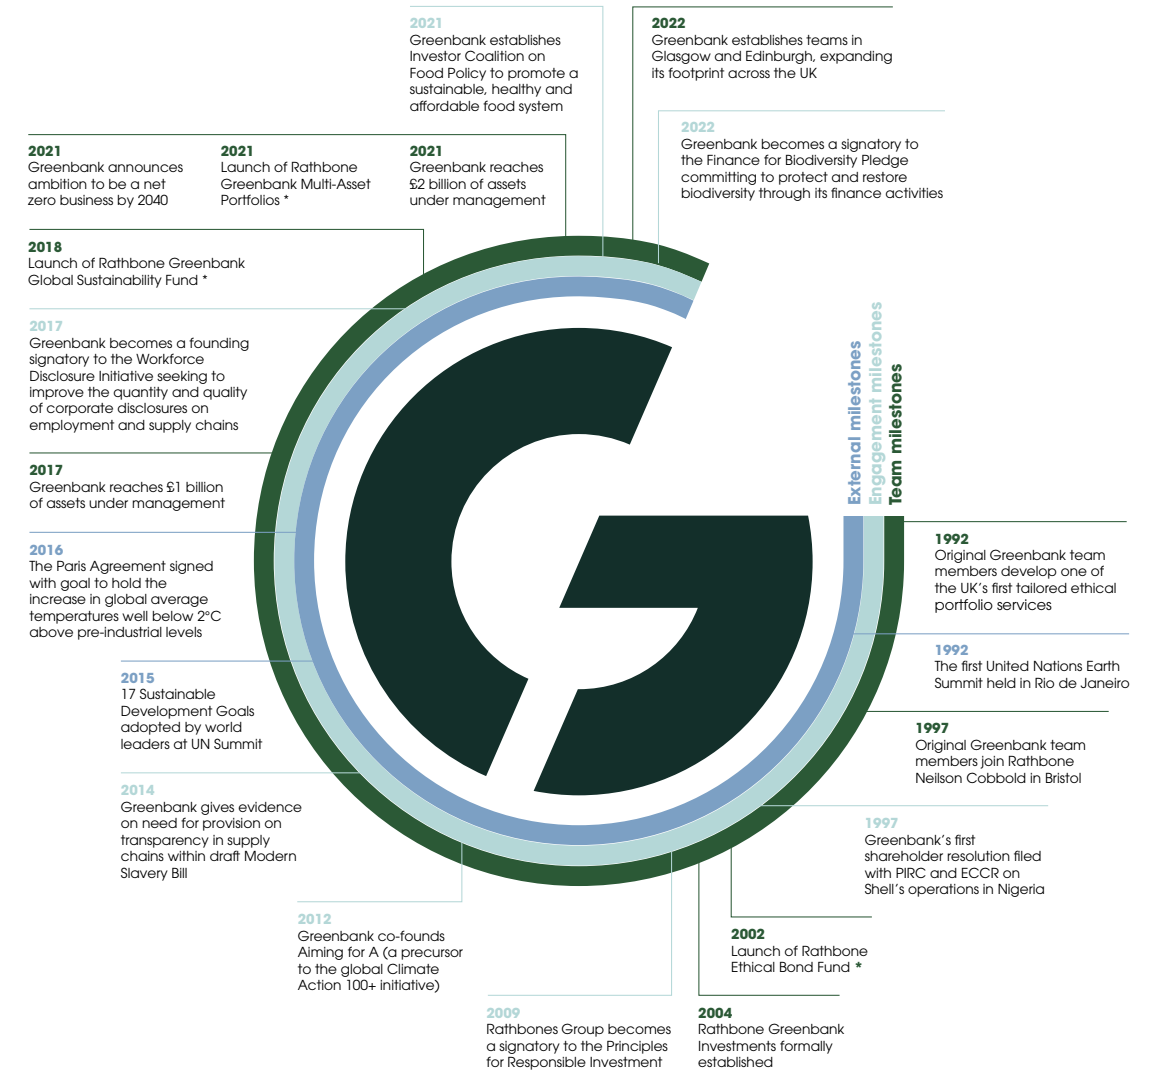 2021
Greenbank establishes
Investor Coalition on
Food Policy to promote a
sustainable, healthy and
affordable food system
2022
Greenbank establishes teams in
Glasgow and Edinburgh, expanding
its footprint across the UK
2022
Greenbank becomes a signatory to
the Finance for Biodiversity Pledge
committing to protect and restore
biodiversity through its finance activities
2021
Greenbank announces
ambition to be a net
zero business by 2040
2021
Launch of Rathbone
Greenbank Multi-Asset
Portfolios *
2021
Greenbank reaches
£2 billion of assets
under management
2018
Launch of Rathbone Greenbank
Global Sustainability Fund *
2017
Greenbank becomes a founding
signatory to the Workforce
Disclosure Initiative seeking to
improve the quantity and quality
of corporate disclosures on
employment and supply chains
2017
Greenbank reaches £1 billion
of assets under management
2016
The Paris Agreement signed
with goal to hold the
increase in global average
temperatures well below 2°C
above pre-industrial levels
2015
17 Sustainable
Development Goals
adopted by world
leaders at UN Summit
2014
Greenbank gives evidence
on need for provision on
transparency in supply
chains within draft Modern
Slavery Bill
2012
Greenbank co-founds
Aiming for A (a precursor
to the global Climate
Action 100+ initiative)
2009
Rathbones Group becomes
a signatory to the Principles
for Responsible Investment
2004
Rathbone Greenbank
Investments formally
established
2002
Launch of Rathbone
Ethical Bond Fund *
1997
Greenbank's first
shareholder resolution filed
with PIRC and ECCR on
Shell's operations in Nigeria
1997
Original Greenbank team
members join Rathbone
Neilson Cobbold in Bristol
1992
The first United Nations Earth
Summit held in Rio de Janeiro
1992
Original Greenbank team
members develop one of
the UK's first tailored ethical
portfolio services
External milestones
Engagement milestones
Team milestones